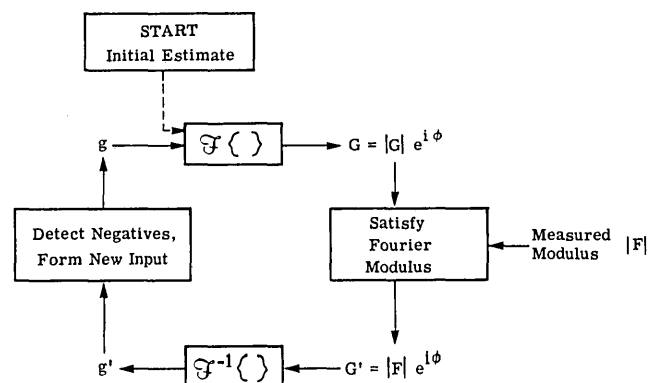 START
Initial Estimate
g
ℱ { }
G = |G| e^{iϕ}
Detect Negatives,
Form New Input
Satisfy
Fourier
Modulus
Measured
Modulus |F|
g'
ℱ^{-1} { }
G' = |F| e^{iϕ}